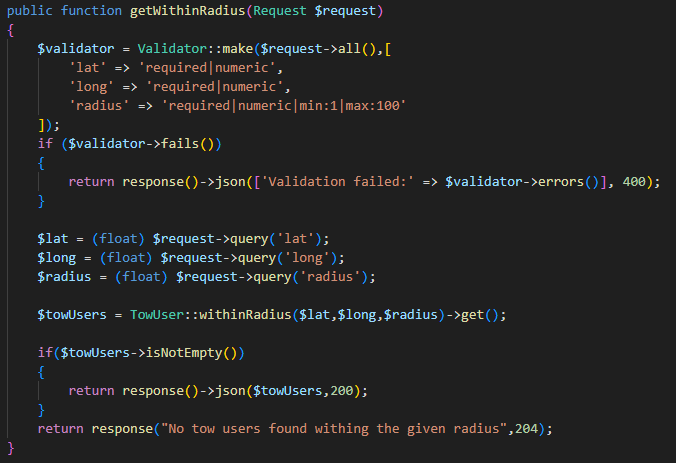 public function getWithinRadius(Request $request)
{
$validator = Validator::make($request->all(),[
'lat' => 'required|numeric',
'long' => 'required|numeric',
'radius' => 'required|numeric|min:1|max:100'
]);
if ($validator->fails())
{
return response()->json(['Validation failed:' => $validator->errors()], 400);
}
$lat = (float) $request->query('lat');
$long = (float) $request->query('long');
$radius = (float) $request->query('radius');
$towUsers = TowUser::withinRadius($lat,$long,$radius)->get();
if($towUsers->isNotEmpty())
{
return response()->json($towUsers,200);
}
return response("No tow users found withing the given radius",204);
}